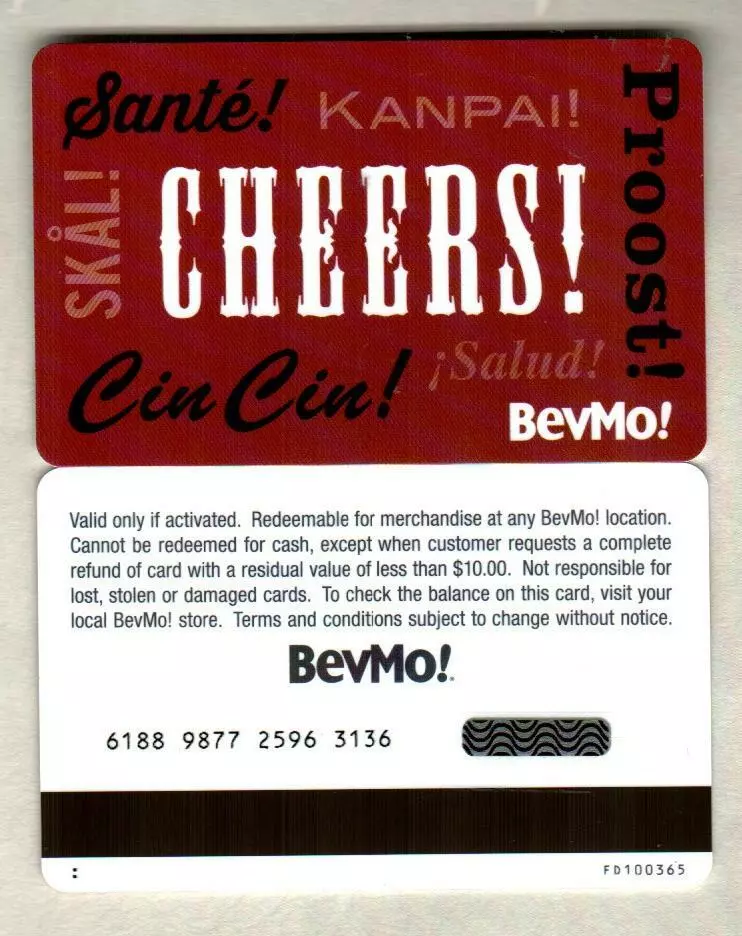 Santé!
KANPAI!
Proost!
SKÅL!
CHEERS!
Cin Cin!
¡Salud!
BevMo!
Valid only if activated. Redeemable for merchandise at any BevMo! location.
Cannot be redeemed for cash, except when customer requests a complete
refund of card with a residual value of less than $10.00. Not responsible for
lost, stolen or damaged cards. To check the balance on this card, visit your
local BevMo! store. Terms and conditions subject to change without notice.
BevMo!
6188 9877 2596 3136
:
FD100365